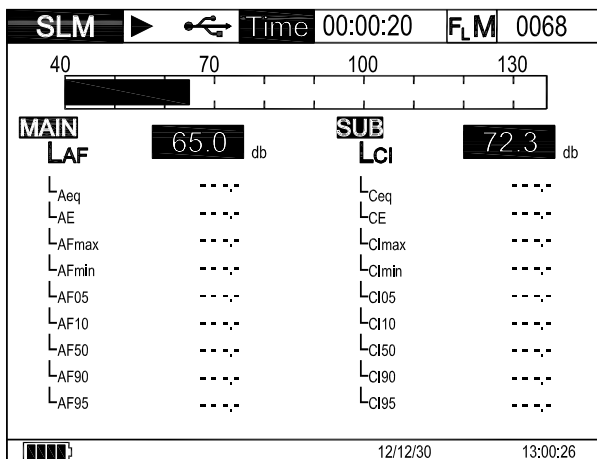 SLM Time 00:00:20 FL M 0068
40 70 100 130
MAIN SUB
LAF 65.0 db LCI 72.3 db
LAeq ---.- LCeq ---.-
LAE ---.- LCE ---.-
LAFmax ---.- LCImax ---.-
LAFmin ---.- LCImin ---.-
LAF05 ---.- LCI05 ---.-
LAF10 ---.- LCI10 ---.-
LAF50 ---.- LCI50 ---.-
LAF90 ---.- LCI90 ---.-
LAF95 ---.- LCI95 ---.-
12/12/30 13:00:26